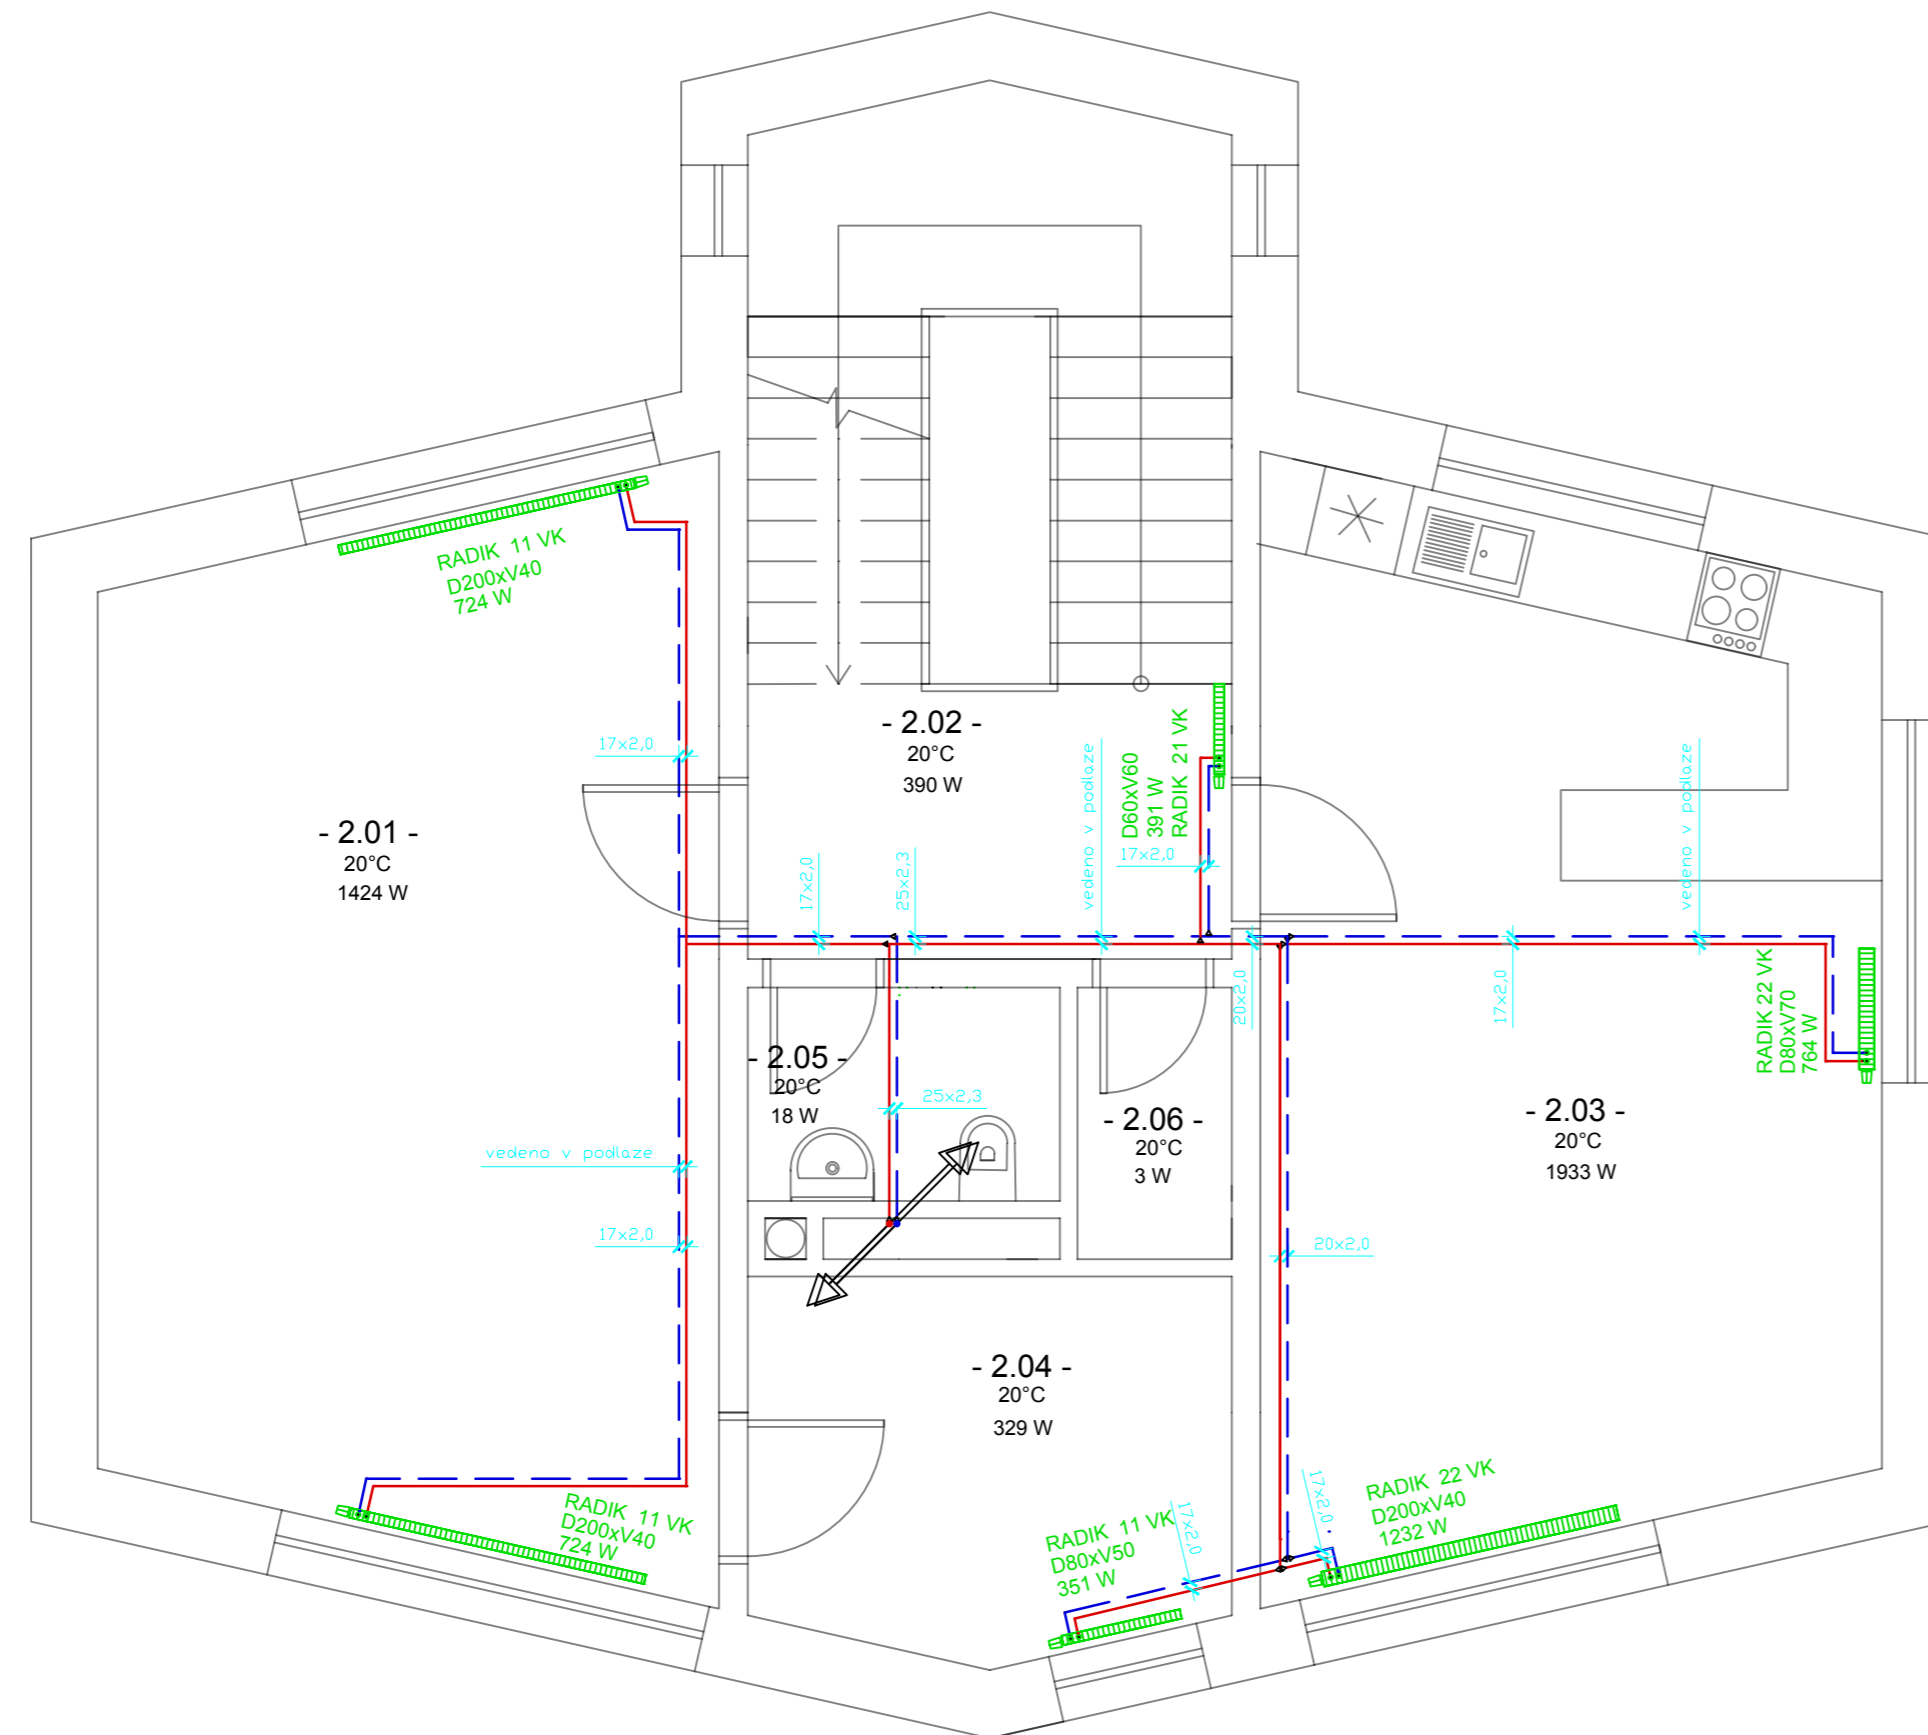 RADIK 11 VK
D200xV40
724 W
- 2.02 -
20°C
390 W
D60xV60
391 W
RADIK 21 VK
17x2,0
vedeno v podlaze
vedeno v podlaze
- 2.01 -
20°C
1424 W
17x2,0
25x2,3
17x2,0
20x2,0
17x2,0
RADIK 22 VK
D80xV70
764 W
- 2.05 -
20°C
18 W
25x2,3
- 2.06 -
20°C
3 W
- 2.03 -
20°C
1933 W
vedeno v podlaze
17x2,0
20x2,0
- 2.04 -
20°C
329 W
RADIK 11 VK
D200xV40
724 W
RADIK 11 VK
D80xV50
351 W
17x2,0
17x2,0
RADIK 22 VK
D200xV40
1232 W